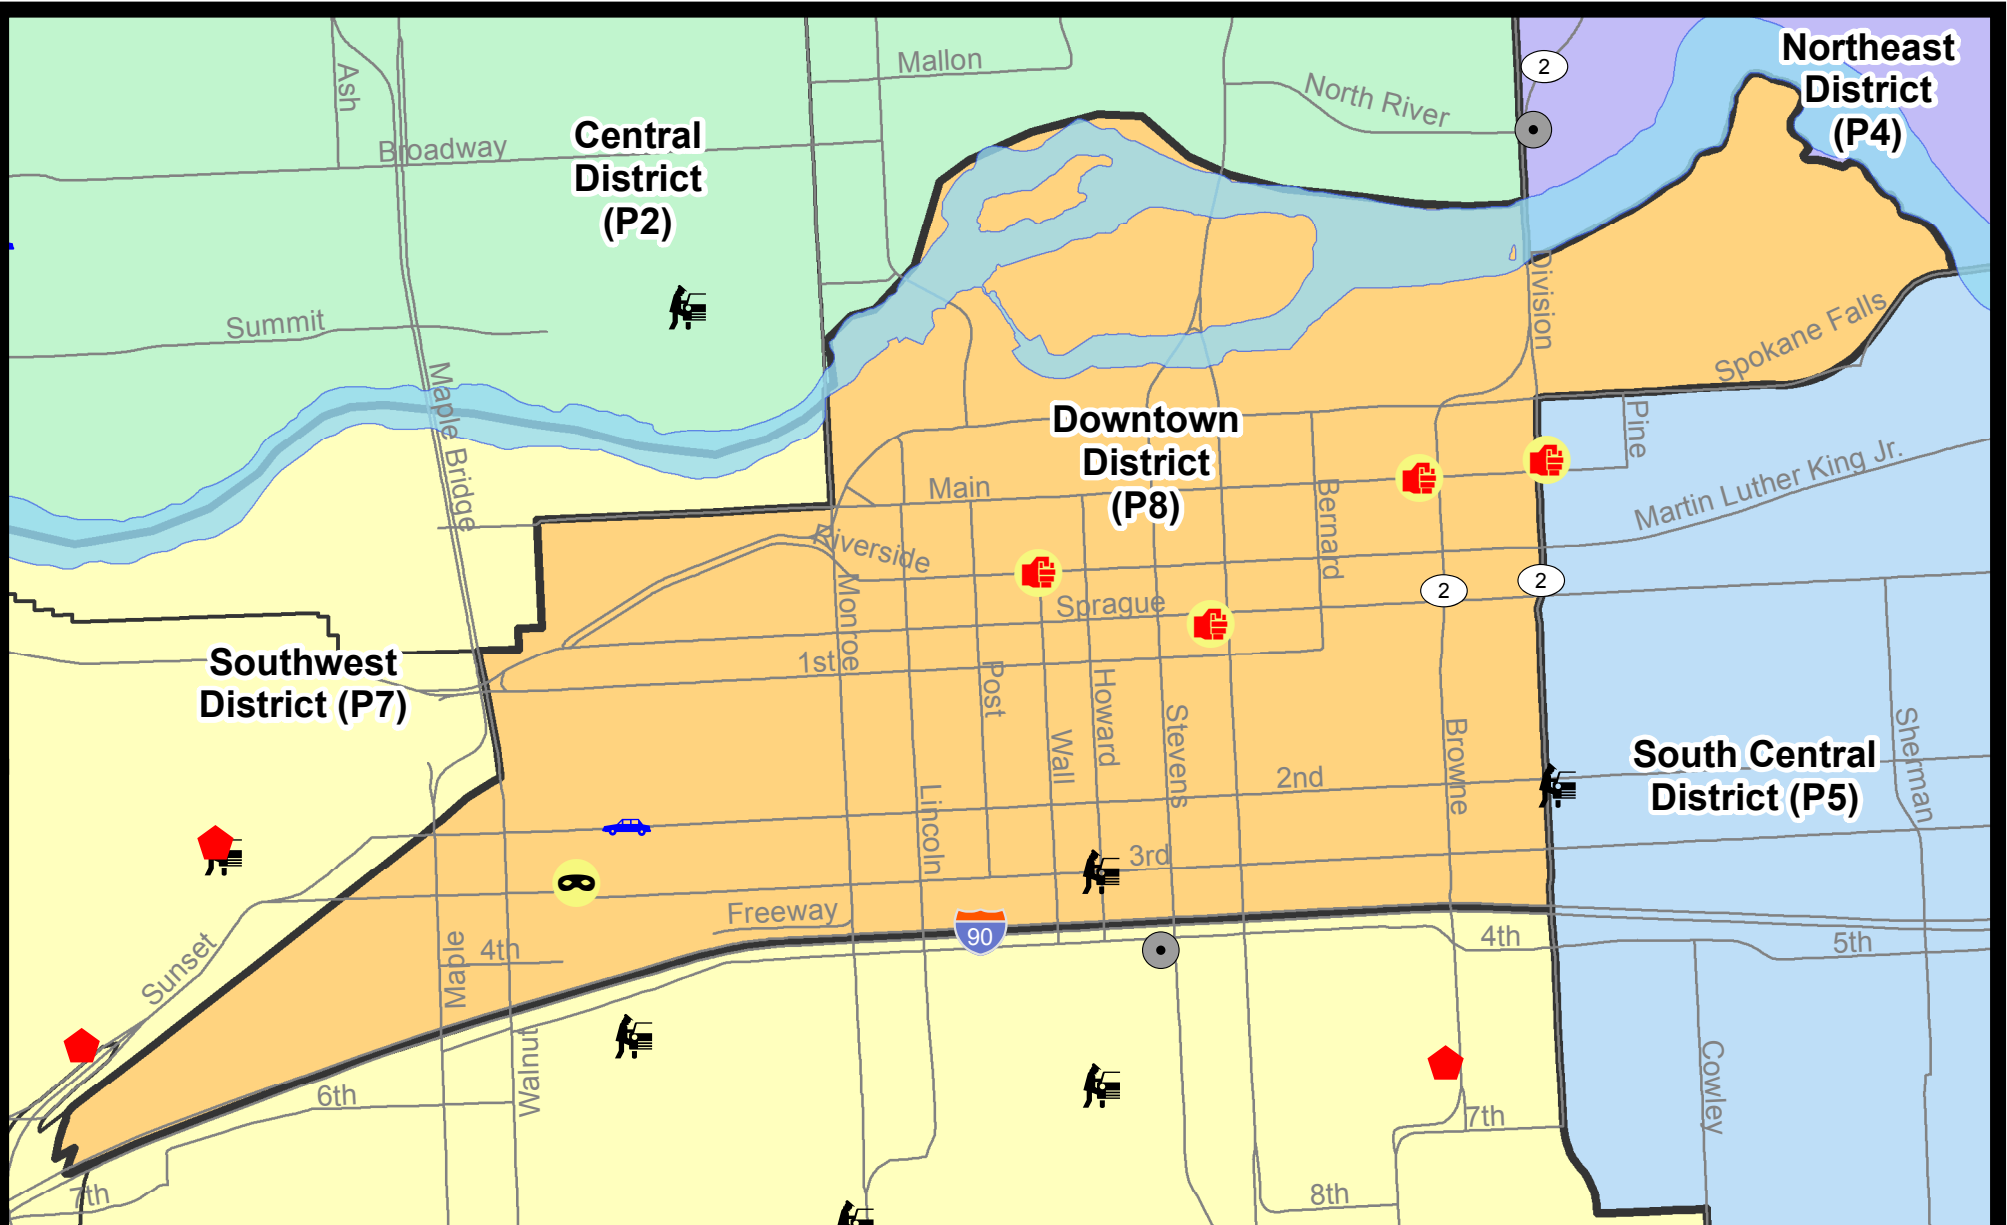 Mallon
Ash
North River
2
Northeast
District
(P4)
Central
District
(P2)
Broadway
Summit
Division
Spokane Falls
Maple Bridge
Downtown
District
(P8)
Pine
Martin Luther King Jr.
Main
Bernard
Riverside
Monroe
Sprague
2
2
1st
Southwest
District (P7)
Post
Howard
Wall
Stevens
Browne
Sherman
South Central
District (P5)
2nd
Lincoln
3rd
Freeway
90
4th
4th
5th
Maple
Sunset
Walnut
6th
Cowley
7th
7th
8th